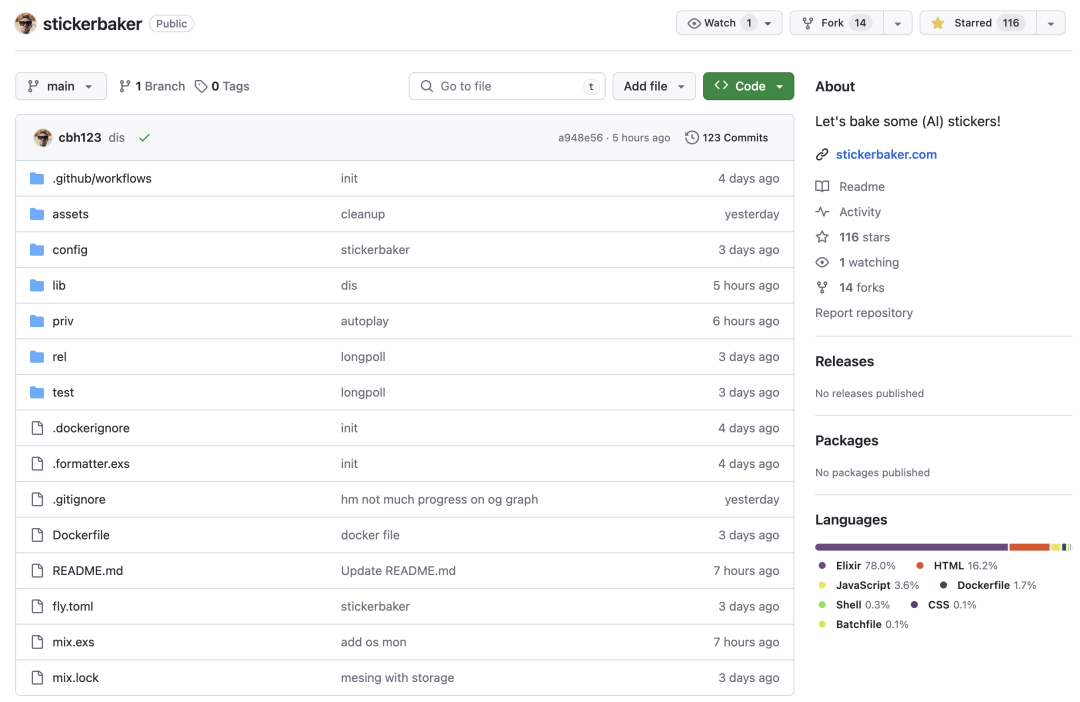 stickerbaker Public Watch 1 Fork 14 Starred 116
main 1 Branch 0 Tags Go to file t Add file Code
cbh123 dis a948e56 · 5 hours ago 123 Commits
.github/workflows init 4 days ago
assets cleanup yesterday
config stickerbaker 3 days ago
lib dis 5 hours ago
priv autoplay 6 hours ago
rel longpoll 3 days ago
test longpoll 3 days ago
.dockerignore init 4 days ago
.formatter.exs init 4 days ago
.gitignore hm not much progress on og graph yesterday
Dockerfile docker file 3 days ago
README.md Update README.md 7 hours ago
fly.toml stickerbaker 3 days ago
mix.exs add os mon 7 hours ago
mix.lock mesing with storage 3 days ago
About
Let's bake some (AI) stickers!
stickerbaker.com
Readme
Activity
116 stars
1 watching
14 forks
Report repository
Releases
No releases published
Packages
No packages published
Languages
Elixir 78.0% HTML 16.2%
JavaScript 3.6% Dockerfile 1.7%
Shell 0.3% CSS 0.1%
Batchfile 0.1%